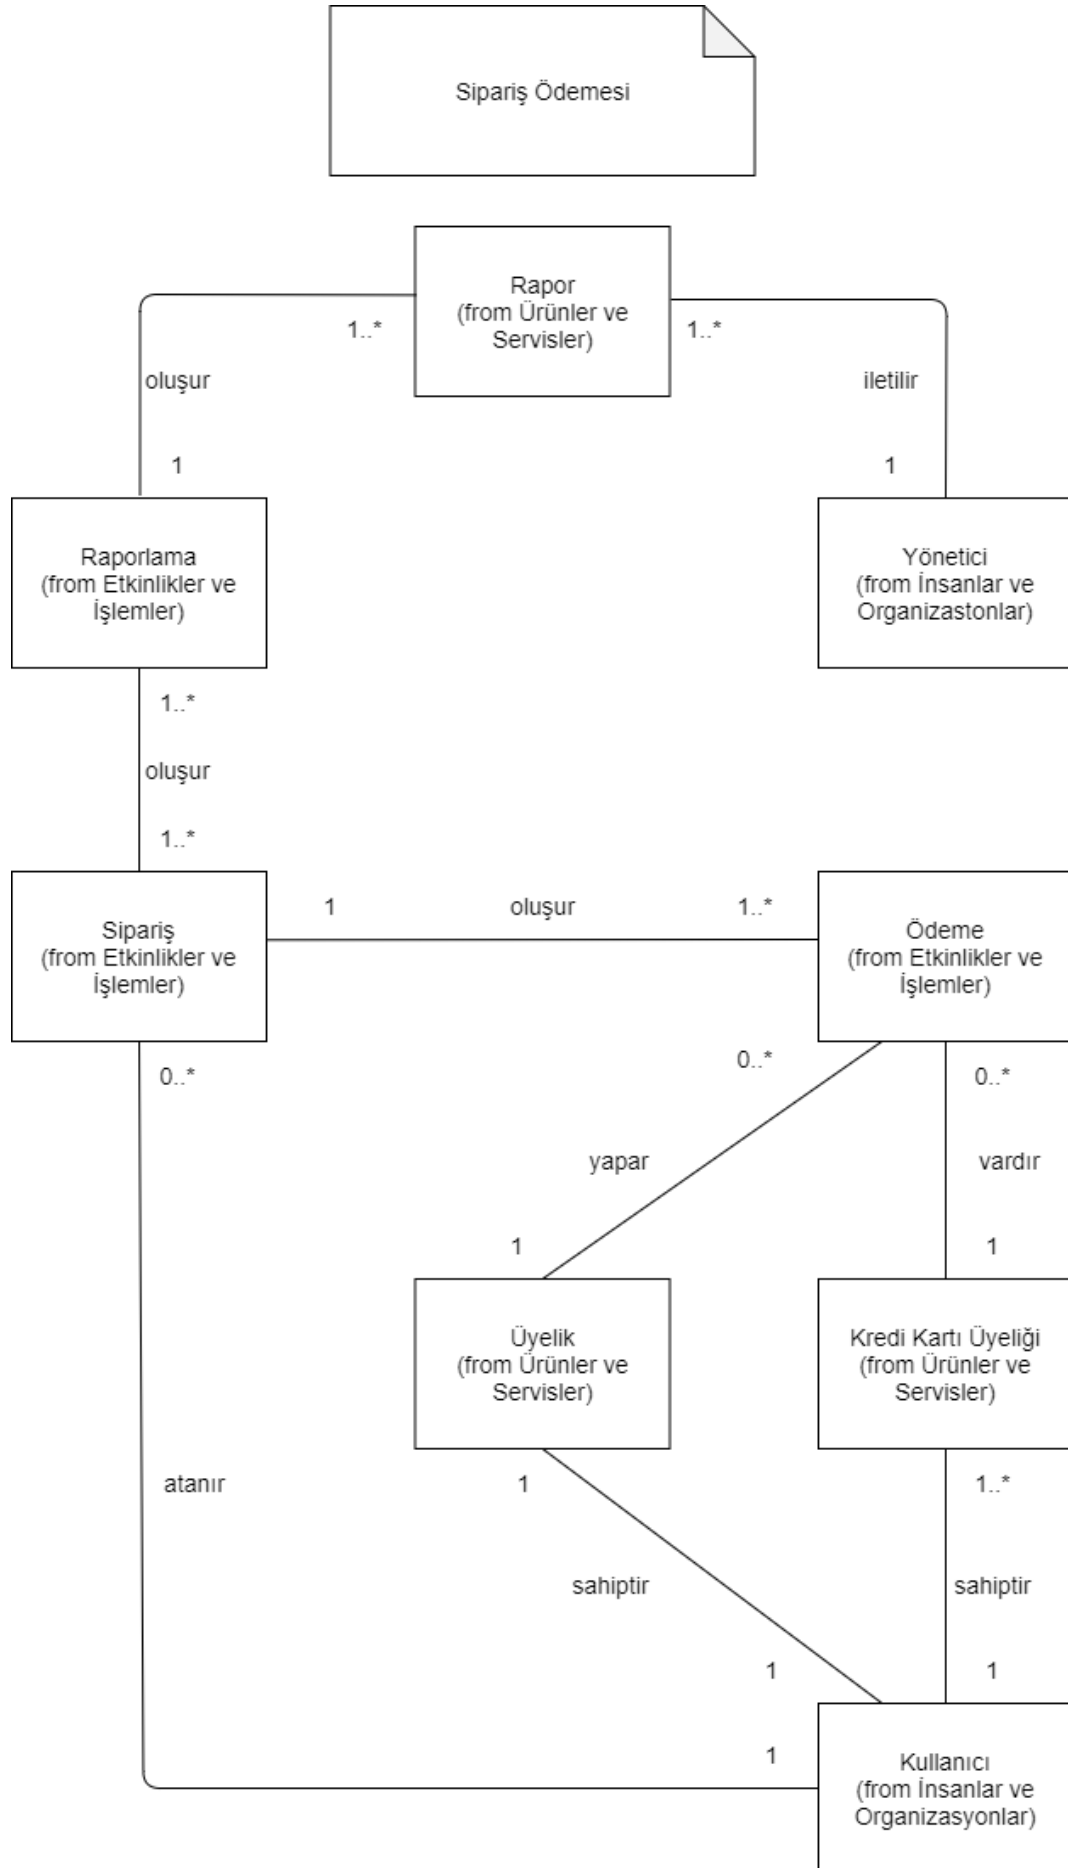 Sipariş Ödemesi
Rapor
(from Ürünler ve
Servisler)
1..*
1..*
oluşur
iletilir
1
1
Raporlama
(from Etkinlikler ve
İşlemler)
Yönetici
(from İnsanlar ve
Organizastonlar)
1..*
oluşur
1..*
Sipariş
(from Etkinlikler ve
İşlemler)
1
oluşur
1..*
Ödeme
(from Etkinlikler ve
İşlemler)
0..*
0..*
0..*
yapar
vardır
1
1
Üyelik
(from Ürünler ve
Servisler)
Kredi Kartı Üyeliği
(from Ürünler ve
Servisler)
atanır
1
1..*
sahiptir
sahiptir
1
1
1
Kullanıcı
(from İnsanlar ve
Organizasyonlar)